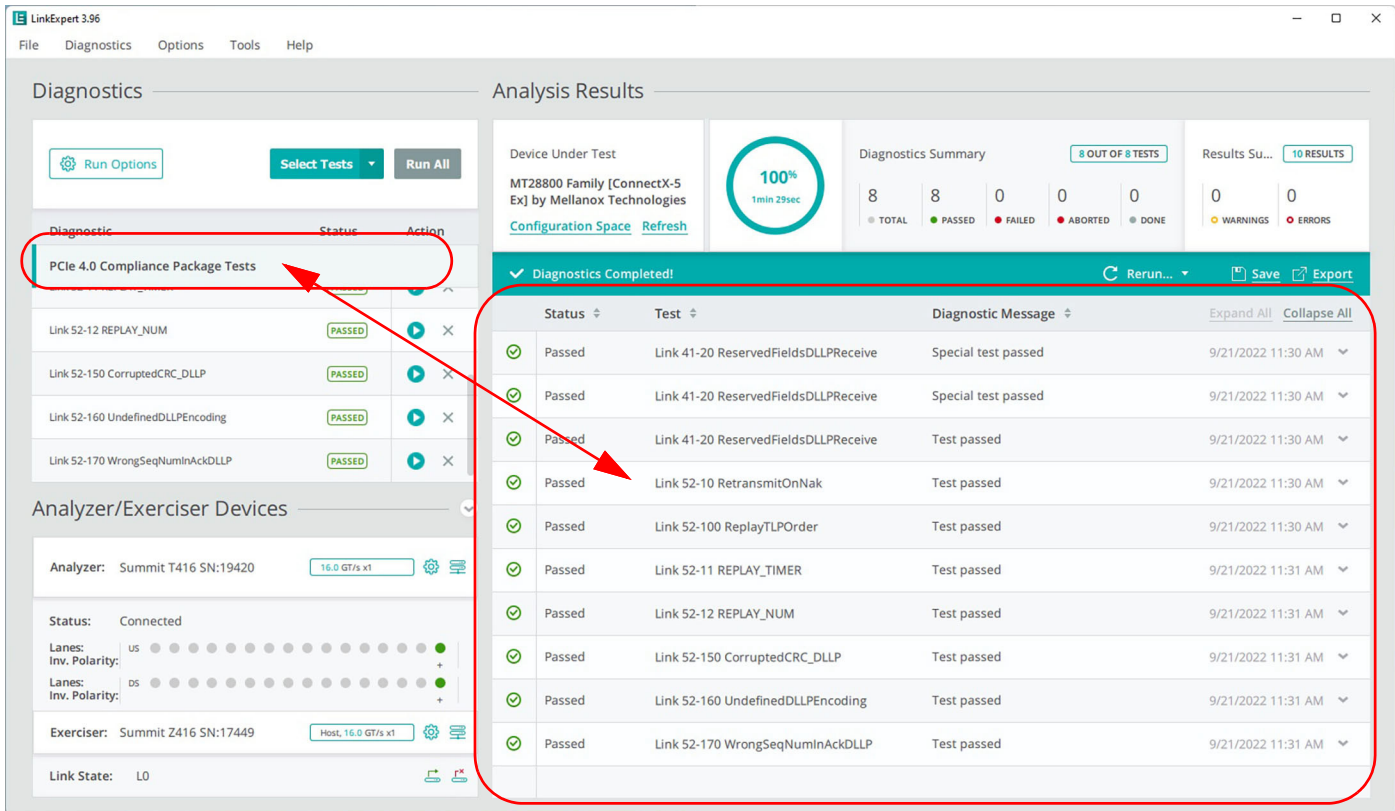 LinkExpert 3.96
File Diagnostics Options Tools Help
Diagnostics
Run Options Select Tests Run All
Diagnostic Status Action
PCIe 4.0 Compliance Package Tests
Link 52-12 REPLAY_NUM PASSED
Link 52-150 CorruptedCRC_DLLP PASSED
Link 52-160 UndefinedDLLPEncoding PASSED
Link 52-170 WrongSeqNumInAckDLLP PASSED
Analyzer/Exerciser Devices
Analyzer: Summit T416 SN:19420 16.0 GT/s x1
Status: Connected
Lanes: US
Inv. Polarity: +
Lanes: DS
Inv. Polarity: +
Exerciser: Summit Z416 SN:17449 Host, 16.0 GT/s x1
Link State: L0
Analysis Results
Device Under Test
MT28800 Family [ConnectX-5
Ex] by Mellanox Technologies
Configuration Space Refresh
100%
1min 29sec
Diagnostics Summary 8 OUT OF 8 TESTS
8 8 0 0 0
TOTAL PASSED FAILED ABORTED DONE
Results Su... 10 RESULTS
0 0
WARNINGS ERRORS
Diagnostics Completed! Rerun... Save Export
Status Test Diagnostic Message Expand All Collapse All
Passed Link 41-20 ReservedFieldsDLLPReceive Special test passed 9/21/2022 11:30 AM
Passed Link 41-20 ReservedFieldsDLLPReceive Special test passed 9/21/2022 11:30 AM
Passed Link 41-20 ReservedFieldsDLLPReceive Test passed 9/21/2022 11:30 AM
Passed Link 52-10 RetransmitOnNak Test passed 9/21/2022 11:30 AM
Passed Link 52-100 ReplayTLPOrder Test passed 9/21/2022 11:30 AM
Passed Link 52-11 REPLAY_TIMER Test passed 9/21/2022 11:31 AM
Passed Link 52-12 REPLAY_NUM Test passed 9/21/2022 11:31 AM
Passed Link 52-150 CorruptedCRC_DLLP Test passed 9/21/2022 11:31 AM
Passed Link 52-160 UndefinedDLLPEncoding Test passed 9/21/2022 11:31 AM
Passed Link 52-170 WrongSeqNumInAckDLLP Test passed 9/21/2022 11:31 AM